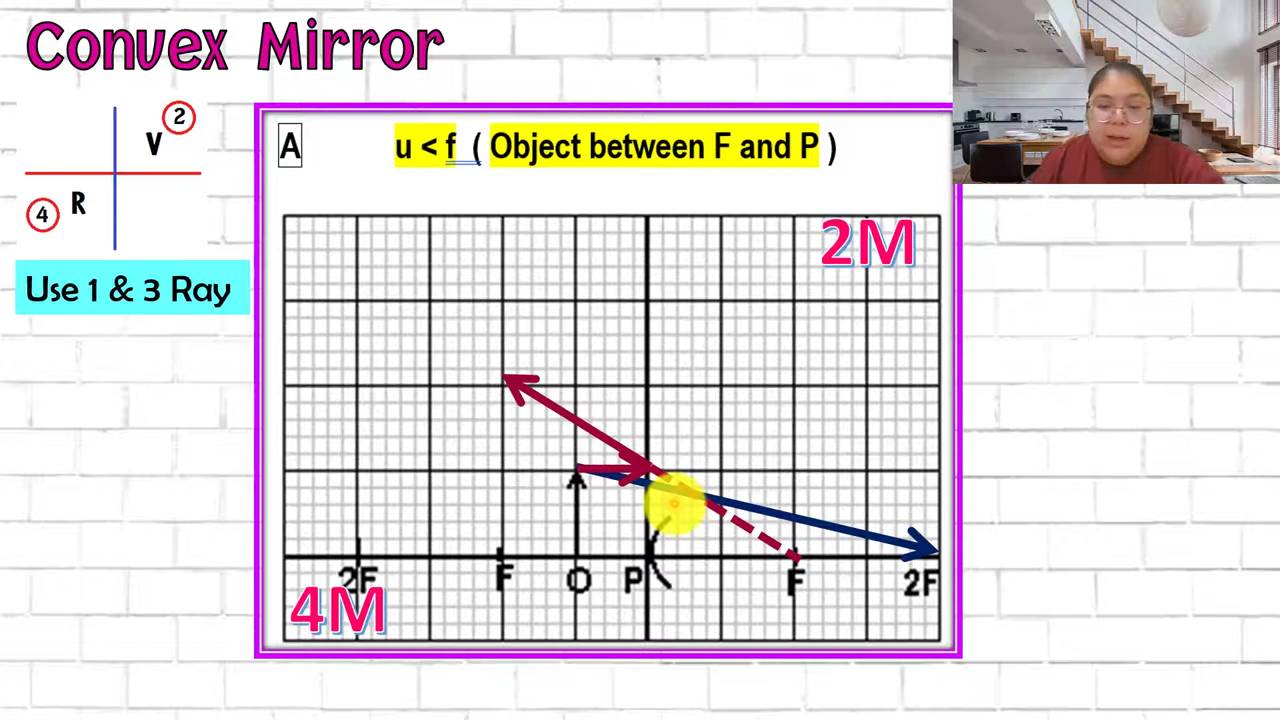 Convex Mirror
V 2
4 R
Use 1 & 3 Ray
A u < f ( Object between F and P )
2M
2F F O P F 2F
4M